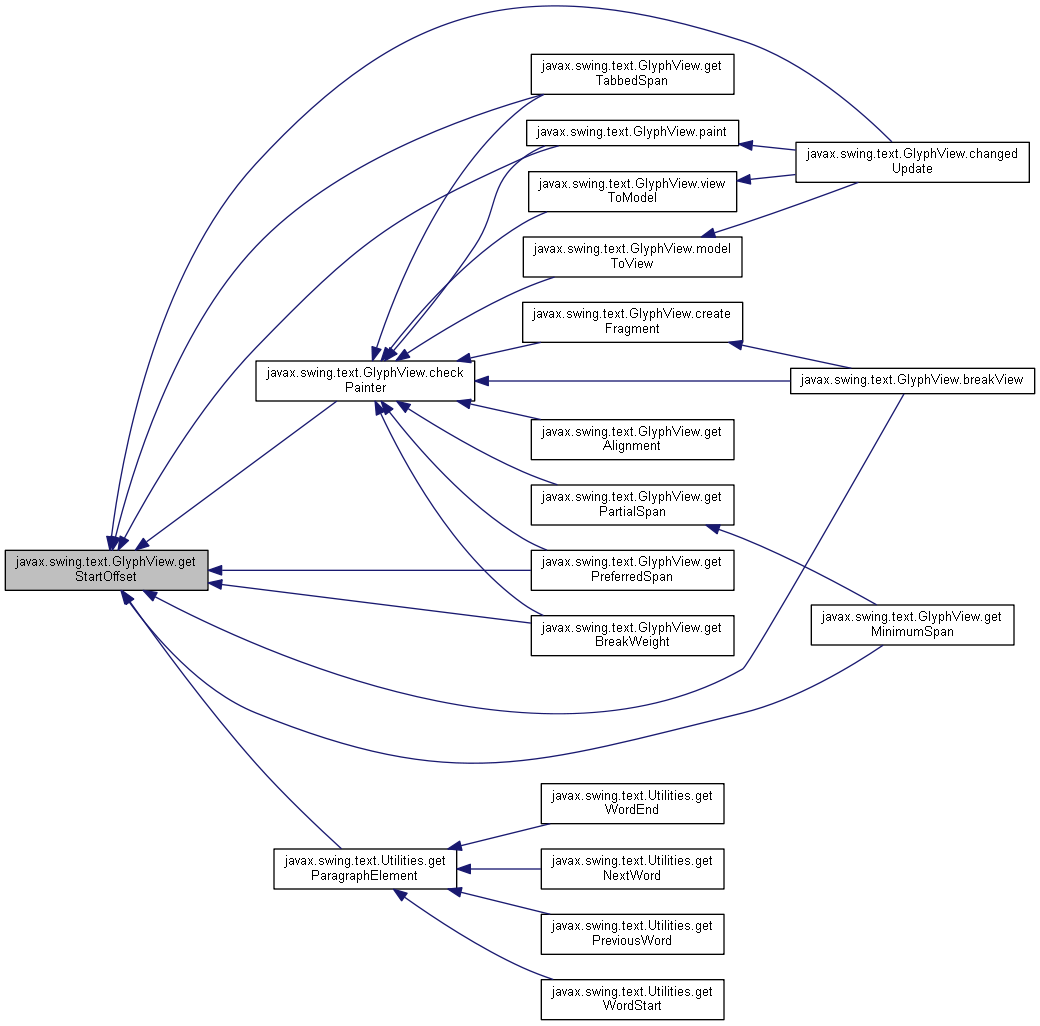 javax.swing.text.GlyphView.get
TabbedSpan
javax.swing.text.GlyphView.paint
javax.swing.text.GlyphView.changed
Update
javax.swing.text.GlyphView.view
ToModel
javax.swing.text.GlyphView.model
ToView
javax.swing.text.GlyphView.create
Fragment
javax.swing.text.GlyphView.check
Painter
javax.swing.text.GlyphView.breakView
javax.swing.text.GlyphView.get
Alignment
javax.swing.text.GlyphView.get
PartialSpan
javax.swing.text.GlyphView.get
StartOffset
javax.swing.text.GlyphView.get
PreferredSpan
javax.swing.text.GlyphView.get
BreakWeight
javax.swing.text.GlyphView.get
MinimumSpan
javax.swing.text.Utilities.get
WordEnd
javax.swing.text.Utilities.get
ParagraphElement
javax.swing.text.Utilities.get
NextWord
javax.swing.text.Utilities.get
PreviousWord
javax.swing.text.Utilities.get
WordStart